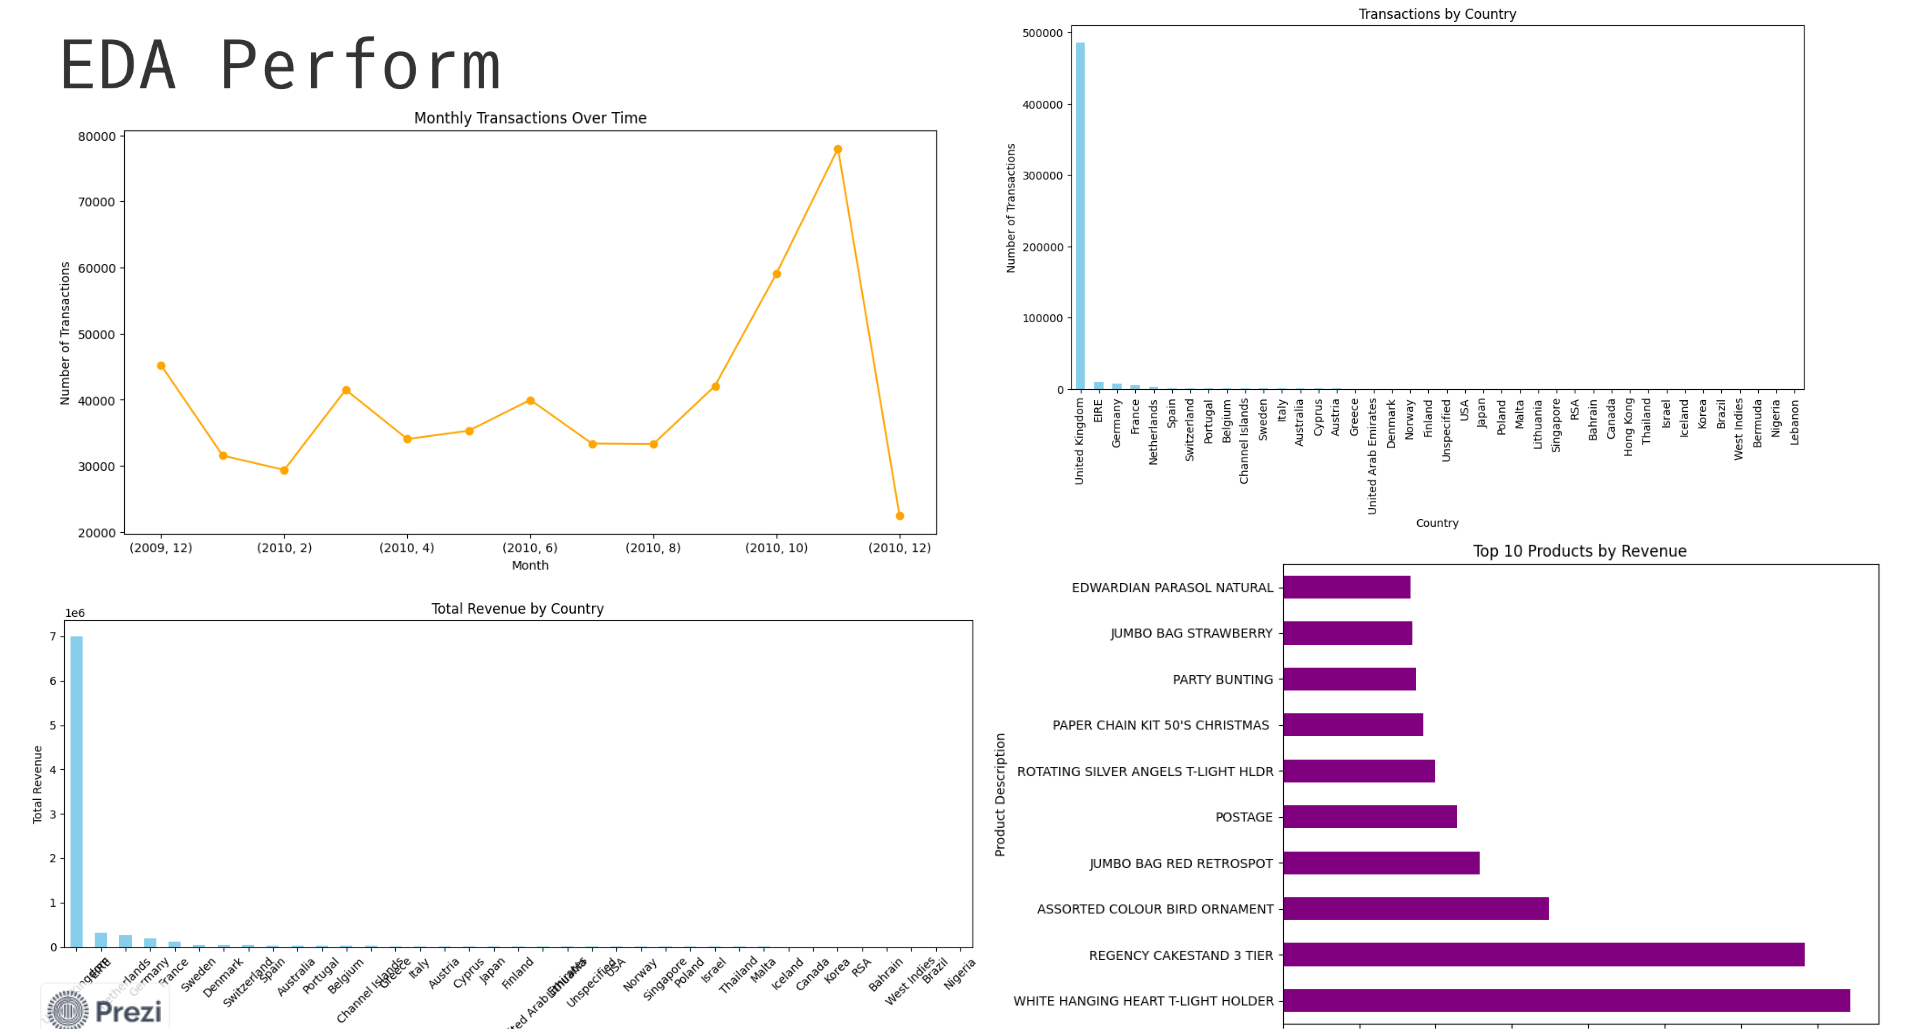 EDA Perform
Monthly Transactions Over Time
80000
70000
60000
50000
40000
30000
20000
Number of Transactions
(2009, 12) (2010, 2) (2010, 4) (2010, 6) (2010, 8) (2010, 10) (2010, 12)
Month
Transactions by Country
500000
400000
300000
200000
100000
0
Number of Transactions
United Kingdom
EIRE
Germany
France
Netherlands
Spain
Switzerland
Portugal
Belgium
Channel Islands
Sweden
Italy
Australia
Cyprus
Austria
Greece
United Arab Emirates
Denmark
Norway
Finland
Unspecified
USA
Japan
Poland
Malta
Lithuania
Singapore
RSA
Bahrain
Canada
Hong Kong
Thailand
Israel
Iceland
Korea
Brazil
West Indies
Bermuda
Nigeria
Lebanon
Country
Total Revenue by Country
1e6
7
6
5
4
3
2
1
0
Total Revenue
EIRE
Germany
France
Sweden
Denmark
Switzerland
Spain
Australia
Portugal
Belgium
Channel Islands
Greece
Italy
Austria
Cyprus
Japan
Finland
Unspecified
USA
Norway
Singapore
Poland
Israel
Thailand
Malta
Iceland
Canada
Korea
RSA
Bahrain
West Indies
Brazil
Nigeria
Prezi
Top 10 Products by Revenue
Product Description
EDWARDIAN PARASOL NATURAL
JUMBO BAG STRAWBERRY
PARTY BUNTING
PAPER CHAIN KIT 50'S CHRISTMAS
ROTATING SILVER ANGELS T-LIGHT HLDR
POSTAGE
JUMBO BAG RED RETROSPOT
ASSORTED COLOUR BIRD ORNAMENT
REGENCY CAKESTAND 3 TIER
WHITE HANGING HEART T-LIGHT HOLDER